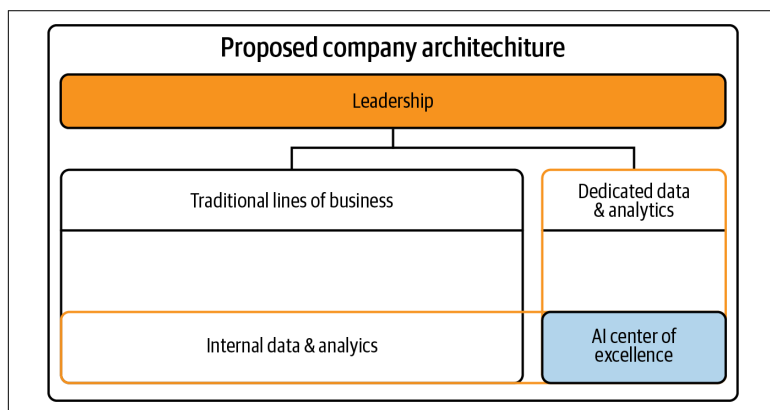 Proposed company architechiture
Leadership
Traditional lines of business
Dedicated data
& analytics
Internal data & analyics
AI center of
excellence